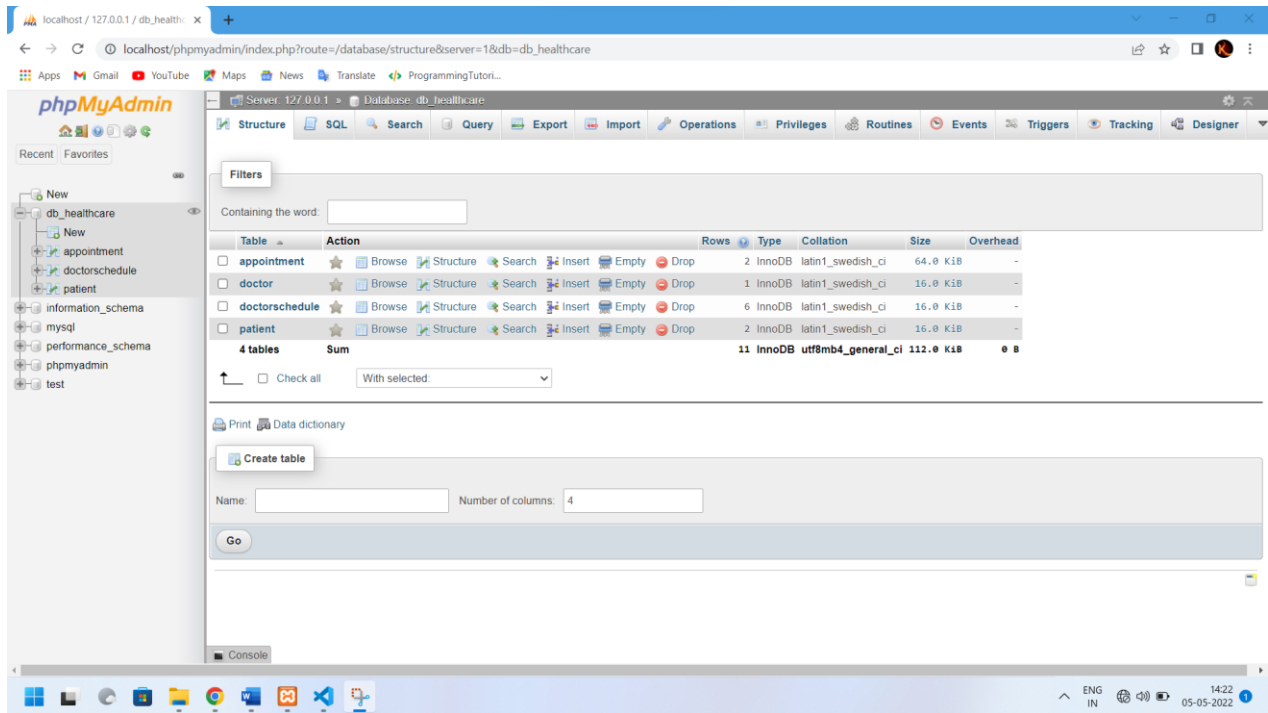 localhost / 127.0.0.1 / db_healthc
localhost/phpmyadmin/index.php?route=/database/structure&server=1&db=db_healthcare
Apps Gmail YouTube Maps News Translate ProgrammingTutori...
phpMyAdmin
Recent Favorites
New
db_healthcare
New
appointment
doctorschedule
patient
information_schema
mysql
performance_schema
phpmyadmin
test
Server: 127.0.0.1 » Database: db_healthcare
Structure SQL Search Query Export Import Operations Privileges Routines Events Triggers Tracking Designer
Filters
Containing the word:
Table Action Rows Type Collation Size Overhead
appointment Browse Structure Search Insert Empty Drop 2 InnoDB latin1_swedish_ci 64.0 KiB -
doctor Browse Structure Search Insert Empty Drop 1 InnoDB latin1_swedish_ci 16.0 KiB -
doctorschedule Browse Structure Search Insert Empty Drop 6 InnoDB latin1_swedish_ci 16.0 KiB -
patient Browse Structure Search Insert Empty Drop 2 InnoDB latin1_swedish_ci 16.0 KiB -
4 tables Sum 11 InnoDB utf8mb4_general_ci 112.0 KiB 0 B
Check all With selected:
Print Data dictionary
Create table
Name: Number of columns: 4
Go
Console
ENG
IN
14:22
05-05-2022
1